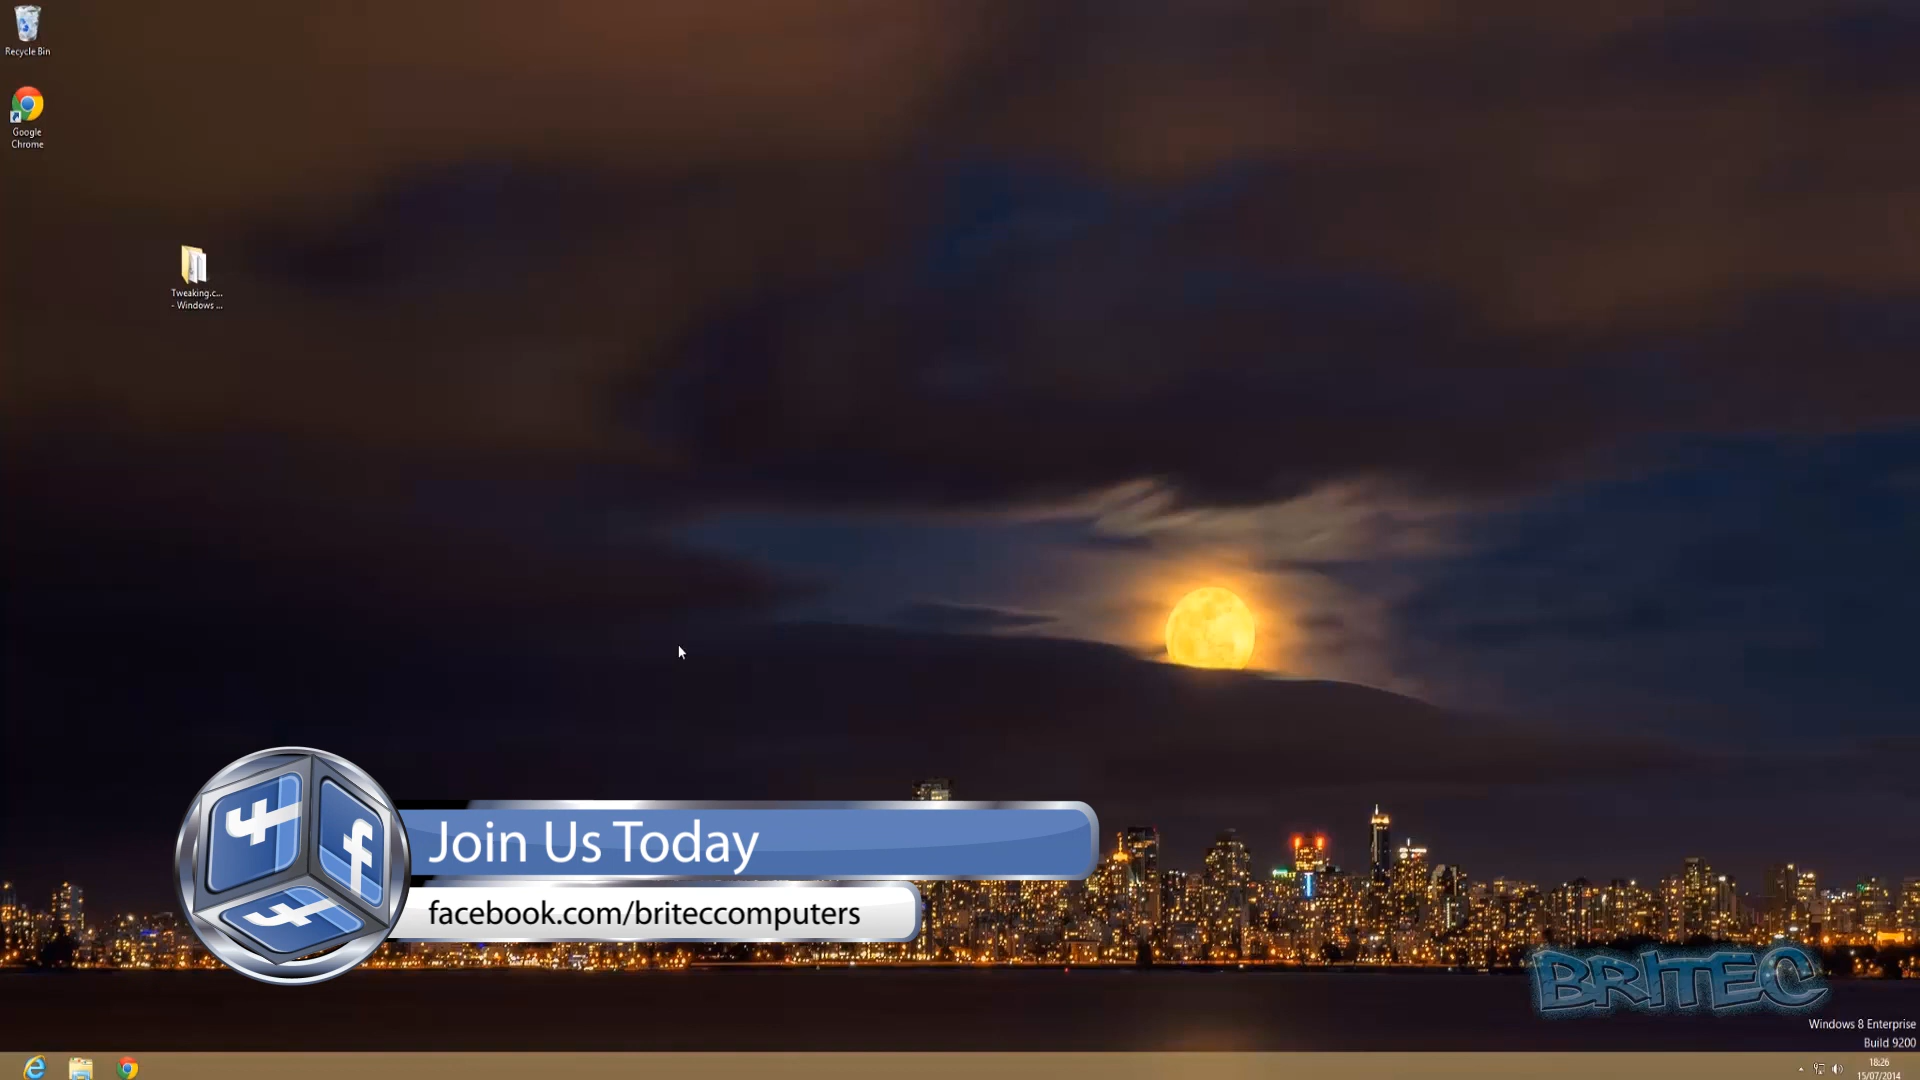 Recycle Bin
Google
Chrome
Tweaking.c...
- Windows ...
Join Us Today
facebook.com/briteccomputers
BRITEC
Windows 8 Enterprise
Build 9200
18:26
15/07/2014